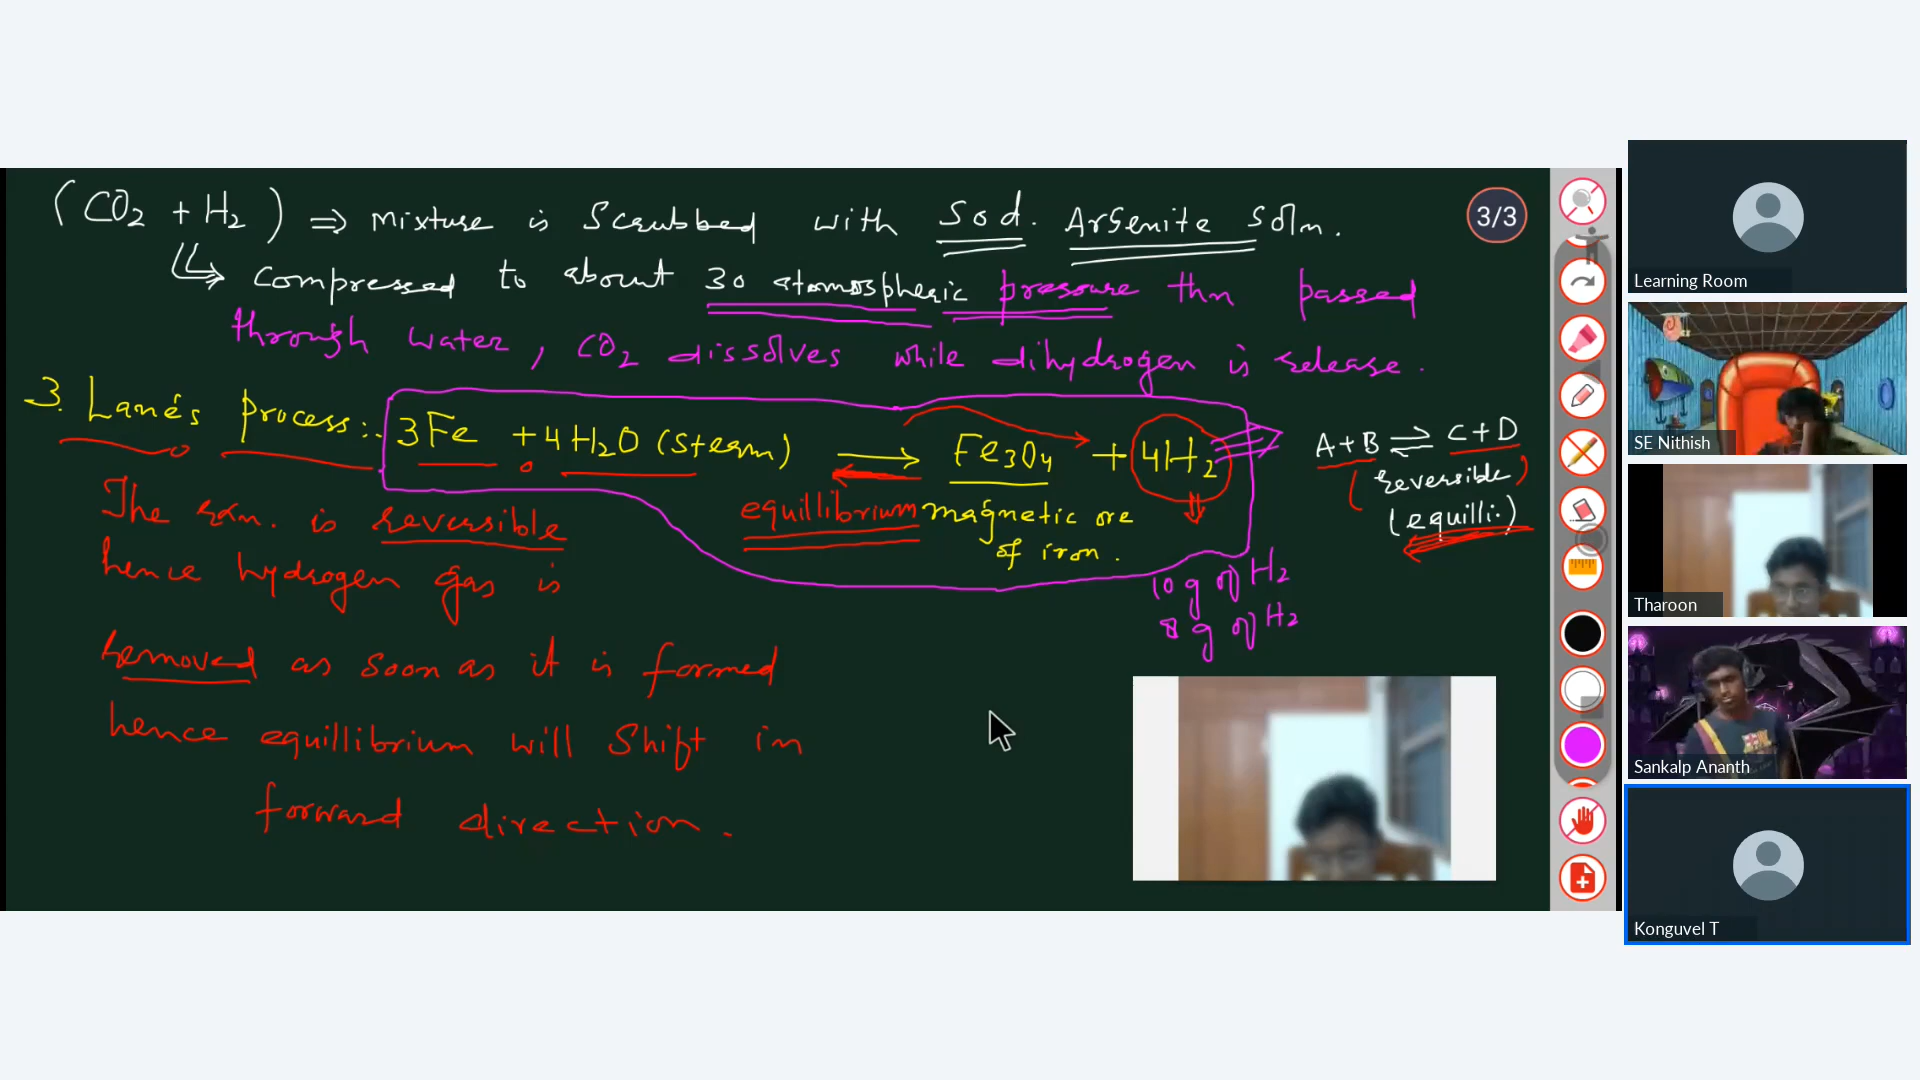 (CO2 + H2) ⇒ Mixture is Scrubbed with Sod. Arsenite Soln.
3/3
Compressed to about 30 atomospheric pressure thn passed
through water, CO2 dissolves while dihydrogen is release.
3. Lane's process:- 3Fe + 4H2O (Steam) → Fe3O4 + 4H2
A+B ⇌ C+D
(reversible)
(equilli:)
equillibrium magnetic ore
of iron.
The rxn. is reversible
hence hydrogen gas is
10 g of H2
8 g of H2
removed as soon as it is formed
hence equillibrium will Shift in
forward direction.
Learning Room
SE Nithish
Tharoon
Sankalp Ananth
Konguvel T